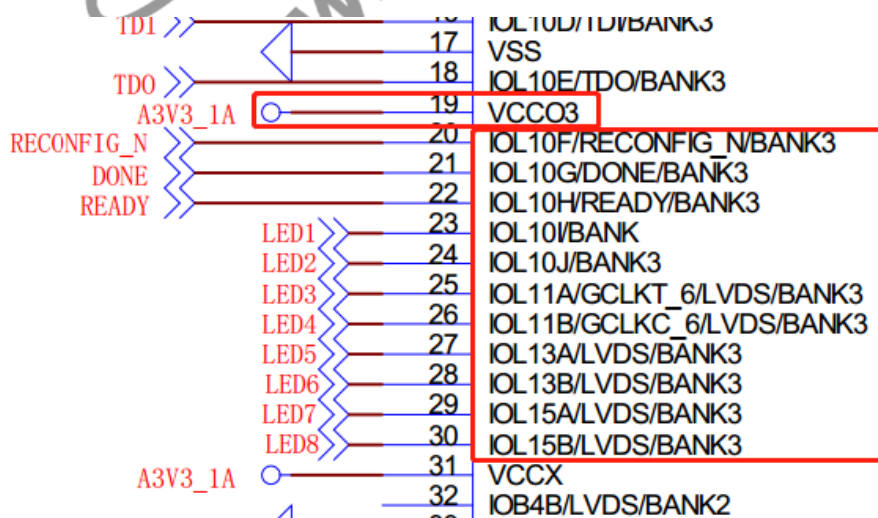 TDI 16 IOL10D/TDI/BANK3
17 VSS
TDO 18 IOL10E/TDO/BANK3
A3V3_1A 19 VCCO3
RECONFIG_N 20 IOL10F/RECONFIG_N/BANK3
DONE 21 IOL10G/DONE/BANK3
READY 22 IOL10H/READY/BANK3
LED1 23 IOL10I/BANK
LED2 24 IOL10J/BANK3
LED3 25 IOL11A/GCLKT_6/LVDS/BANK3
LED4 26 IOL11B/GCLKC_6/LVDS/BANK3
LED5 27 IOL13A/LVDS/BANK3
LED6 28 IOL13B/LVDS/BANK3
LED7 29 IOL15A/LVDS/BANK3
LED8 30 IOL15B/LVDS/BANK3
A3V3_1A 31 VCCX
32 IOB4B/LVDS/BANK2